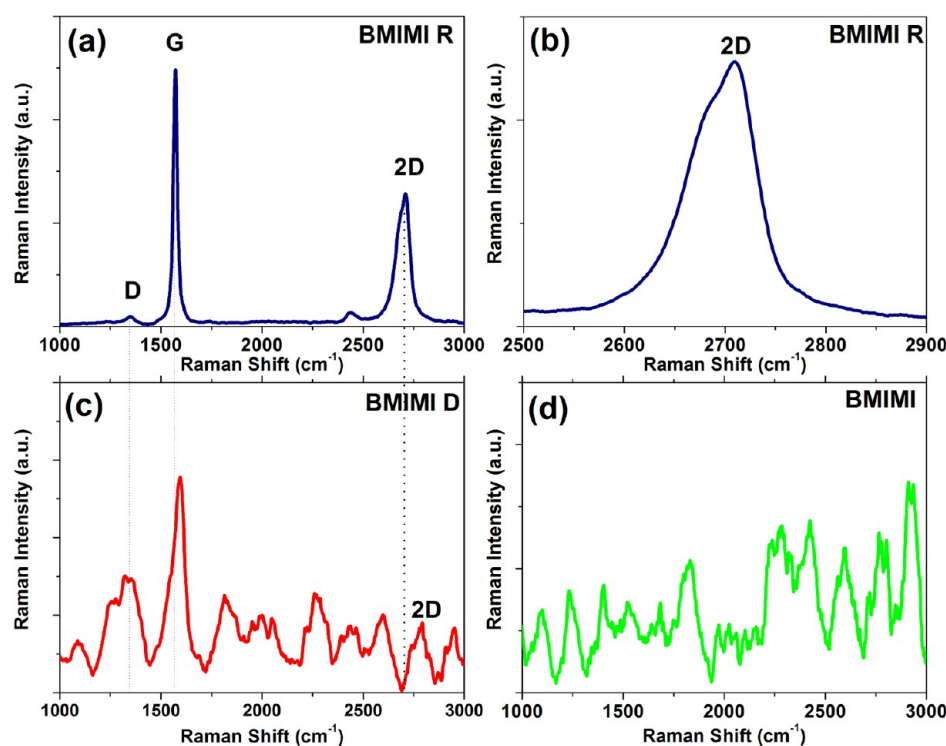 (a) G BMIMI R
D 2D
Raman Intensity (a.u.)
1000 1500 2000 2500 3000
Raman Shift (cm⁻¹)
(b) 2D BMIMI R
Raman Intensity (a.u.)
2500 2600 2700 2800 2900
Raman Shift (cm⁻¹)
(c) BMIMI D
2D
Raman Intensity (a.u.)
1000 1500 2000 2500 3000
Raman Shift (cm⁻¹)
(d) BMIMI
Raman Intensity (a.u.)
1000 1500 2000 2500 3000
Raman Shift (cm⁻¹)